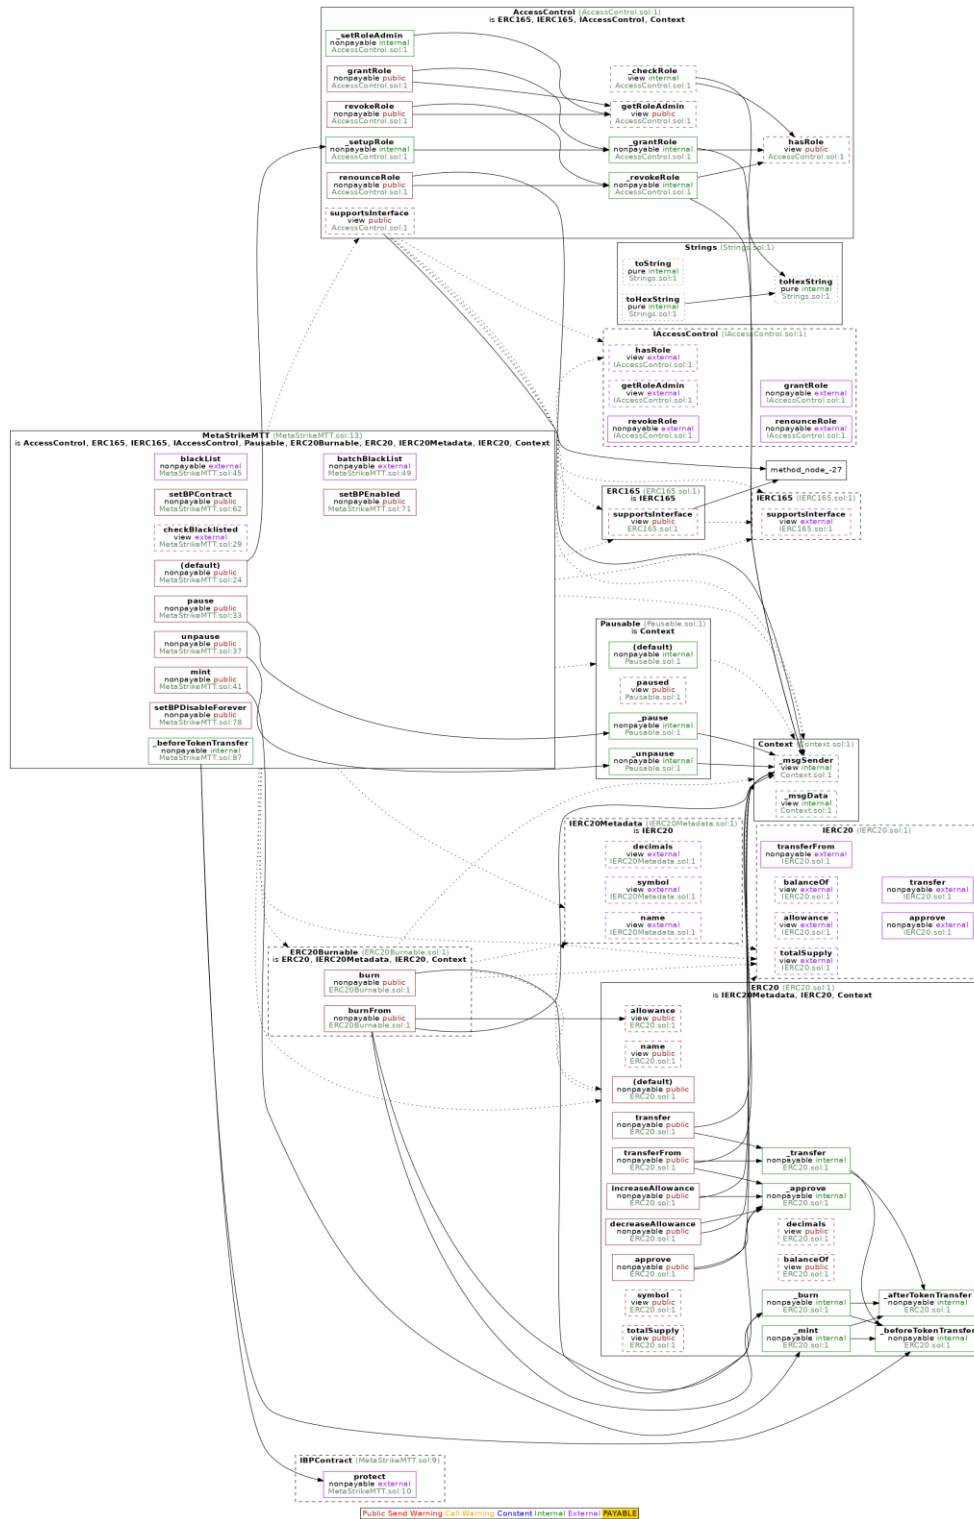 AccessControl (AccessControl.sol:1)
is ERC165, IERC165, IAccessControl, Context
_setRoleAdmin
nonpayable internal
AccessControl.sol:1
grantRole
nonpayable public
AccessControl.sol:1
_checkRole
view internal
AccessControl.sol:1
revokeRole
nonpayable public
AccessControl.sol:1
getRoleAdmin
view public
AccessControl.sol:1
_setupRole
nonpayable internal
AccessControl.sol:1
_grantRole
nonpayable internal
AccessControl.sol:1
hasRole
view public
AccessControl.sol:1
renounceRole
nonpayable public
AccessControl.sol:1
_revokeRole
nonpayable internal
AccessControl.sol:1
supportsInterface
view public
AccessControl.sol:1
Strings (Strings.sol:1)
toString
pure internal
Strings.sol:1
toHexString
pure internal
Strings.sol:1
toHexString
pure internal
Strings.sol:1
IAccessControl (IAccessControl.sol:1)
hasRole
view external
IAccessControl.sol:1
getRoleAdmin
view external
IAccessControl.sol:1
grantRole
nonpayable external
IAccessControl.sol:1
revokeRole
nonpayable external
IAccessControl.sol:1
renounceRole
nonpayable external
IAccessControl.sol:1
MetaStrikeMTT (MetaStrikeMTT.sol:13)
is AccessControl, ERC165, IERC165, IAccessControl, Pausable, ERC20Burnable, ERC20, IERC20Metadata, IERC20, Context
blackList
nonpayable external
MetaStrikeMTT.sol:45
batchBlackList
nonpayable external
MetaStrikeMTT.sol:49
setBPContract
nonpayable public
MetaStrikeMTT.sol:62
setBPEnabled
nonpayable public
MetaStrikeMTT.sol:71
checkBlacklisted
view external
MetaStrikeMTT.sol:29
(default)
nonpayable public
MetaStrikeMTT.sol:24
pause
nonpayable public
MetaStrikeMTT.sol:33
unpause
nonpayable public
MetaStrikeMTT.sol:37
mint
nonpayable public
MetaStrikeMTT.sol:41
setBPDisableForever
nonpayable public
MetaStrikeMTT.sol:78
_beforeTokenTransfer
nonpayable internal
MetaStrikeMTT.sol:87
method_node_-27
ERC165 (ERC165.sol:1)
is IERC165
supportsInterface
view public
ERC165.sol:1
IERC165 (IERC165.sol:1)
supportsInterface
view external
IERC165.sol:1
Pausable (Pausable.sol:1)
is Context
(default)
nonpayable internal
Pausable.sol:1
paused
view public
Pausable.sol:1
_pause
nonpayable internal
Pausable.sol:1
_unpause
nonpayable internal
Pausable.sol:1
Context (Context.sol:1)
_msgSender
view internal
Context.sol:1
_msgData
view internal
Context.sol:1
IERC20Metadata (IERC20Metadata.sol:1)
is IERC20
decimals
view external
IERC20Metadata.sol:1
symbol
view external
IERC20Metadata.sol:1
name
view external
IERC20Metadata.sol:1
IERC20 (IERC20.sol:1)
transferFrom
nonpayable external
IERC20.sol:1
balanceOf
view external
IERC20.sol:1
transfer
nonpayable external
IERC20.sol:1
allowance
view external
IERC20.sol:1
approve
nonpayable external
IERC20.sol:1
totalSupply
view external
IERC20.sol:1
ERC20Burnable (ERC20Burnable.sol:1)
is ERC20, IERC20Metadata, IERC20, Context
burn
nonpayable public
ERC20Burnable.sol:1
burnFrom
nonpayable public
ERC20Burnable.sol:1
ERC20 (ERC20.sol:1)
is IERC20Metadata, IERC20, Context
allowance
view public
ERC20.sol:1
name
view public
ERC20.sol:1
(default)
nonpayable public
ERC20.sol:1
transfer
nonpayable public
ERC20.sol:1
transferFrom
nonpayable public
ERC20.sol:1
_transfer
nonpayable internal
ERC20.sol:1
increaseAllowance
nonpayable public
ERC20.sol:1
_approve
nonpayable internal
ERC20.sol:1
decreaseAllowance
nonpayable public
ERC20.sol:1
decimals
view public
ERC20.sol:1
approve
nonpayable public
ERC20.sol:1
balanceOf
view public
ERC20.sol:1
symbol
view public
ERC20.sol:1
_burn
nonpayable internal
ERC20.sol:1
_afterTokenTransfer
nonpayable internal
ERC20.sol:1
totalSupply
view public
ERC20.sol:1
_mint
nonpayable internal
ERC20.sol:1
_beforeTokenTransfer
nonpayable internal
ERC20.sol:1
IBPContract (MetaStrikeMTT.sol:9)
protect
nonpayable external
MetaStrikeMTT.sol:10
Public Send Warning Call Warning Constant Internal External PAYABLE